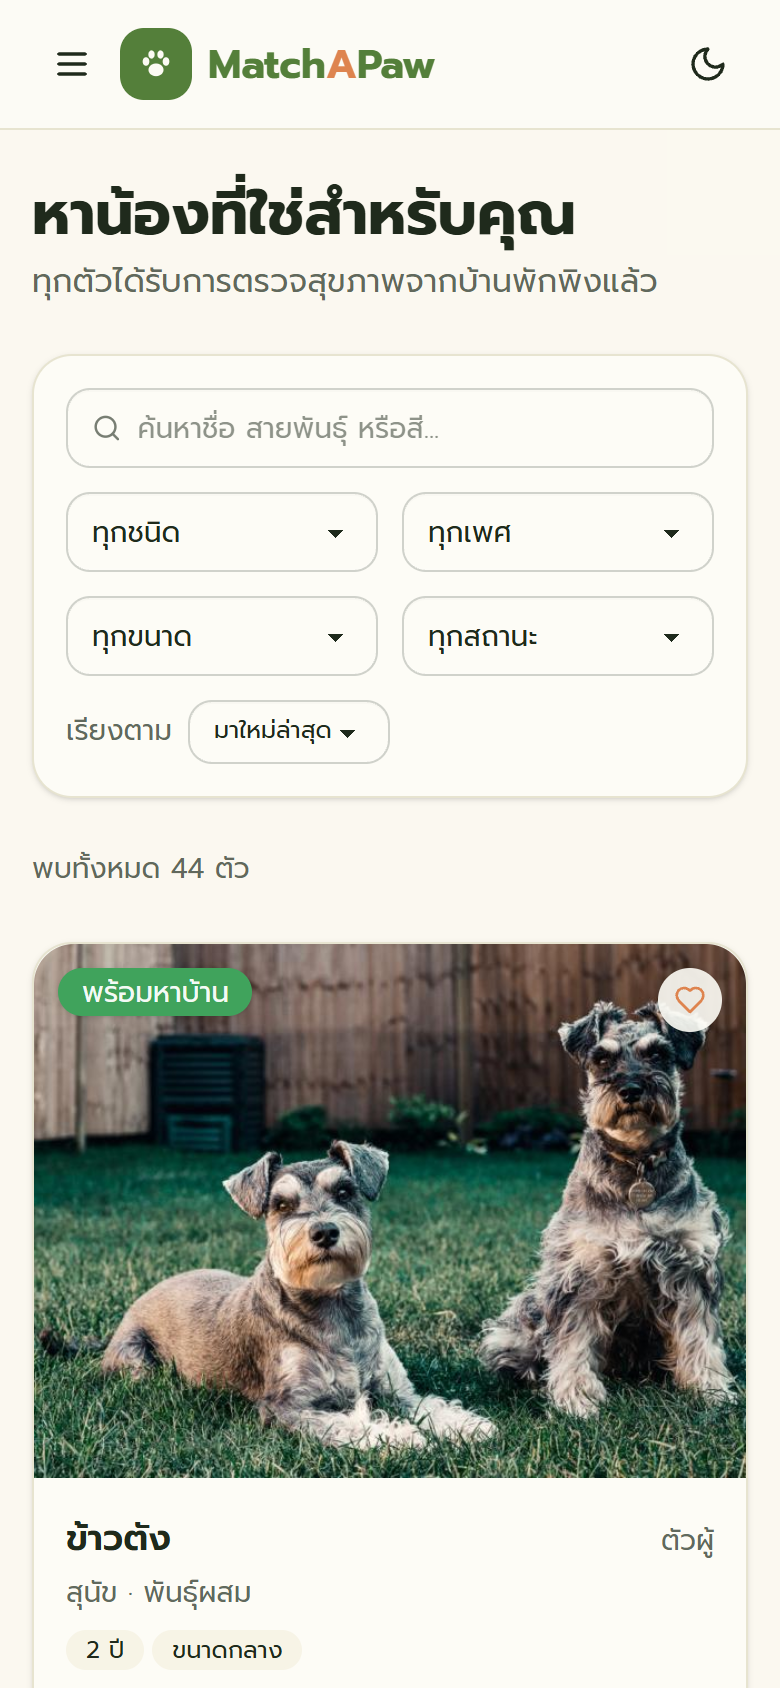 MatchAPaw
หาน้องที่ใช่สำหรับคุณ
ทุกตัวได้รับการตรวจสุขภาพจากบ้านพักพิงแล้ว
ค้นหาชื่อ สายพันธุ์ หรือสี...
ทุกชนิด
ทุกเพศ
ทุกขนาด
ทุกสถานะ
เรียงตาม มาใหม่ล่าสุด
พบทั้งหมด 44 ตัว
พร้อมหาบ้าน
ข้าวตัง
ตัวผู้
สุนัข · พันธุ์ผสม
2 ปี ขนาดกลาง